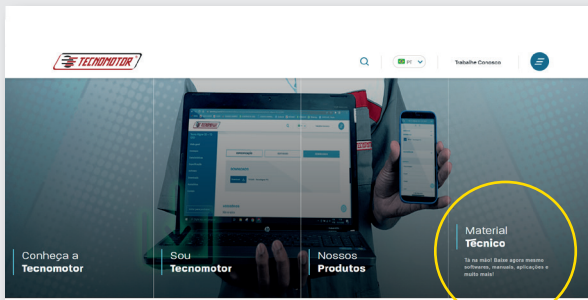 TECNOMOTOR
PT
Trabalhe Conosco
Conheça a
Tecnomotor
Sou
Tecnomotor
Nossos
Produtos
Material
Técnico
Tá na mão! Baixe agora mesmo
softwares, manuais, aplicações e
muito mais!